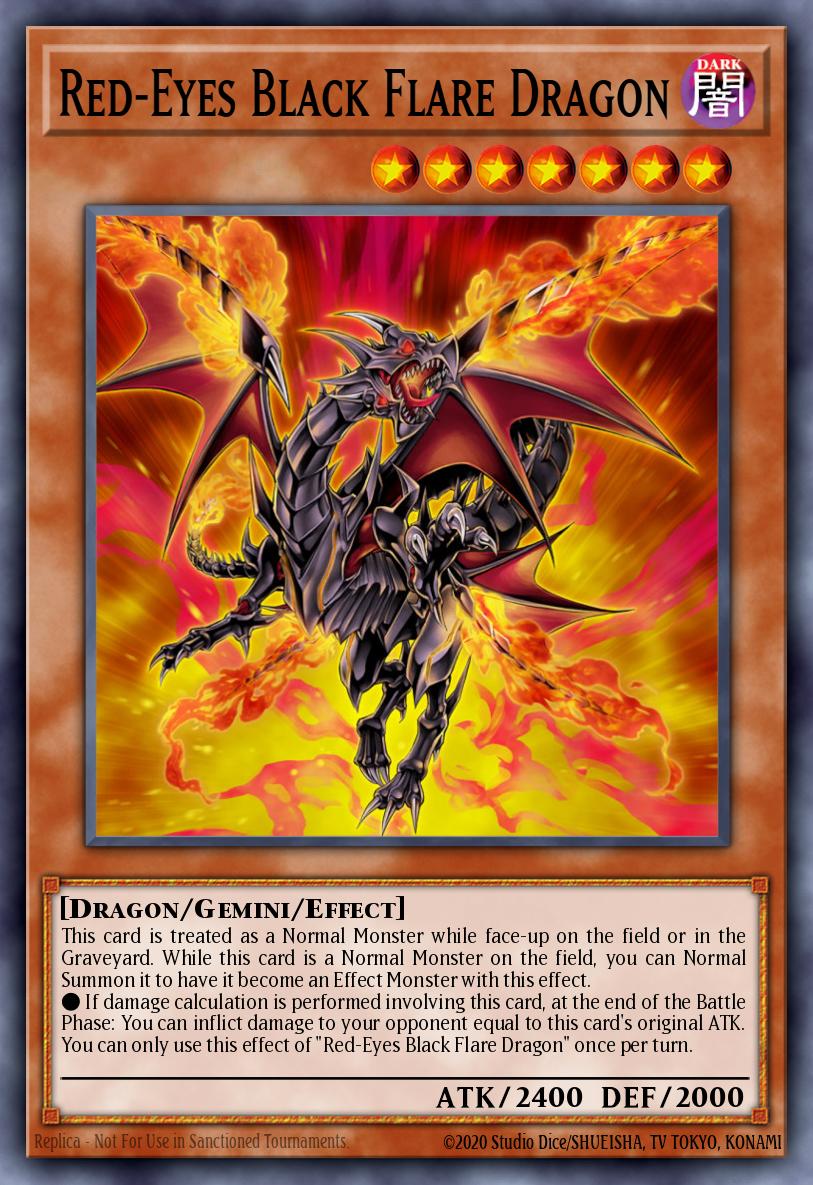 Red-Eyes Black Flare Dragon
DARK
闇
[Dragon/Gemini/Effect]
This card is treated as a Normal Monster while face-up on the field or in the
Graveyard. While this card is a Normal Monster on the field, you can Normal
Summon it to have it become an Effect Monster with this effect.
● If damage calculation is performed involving this card, at the end of the Battle
Phase: You can inflict damage to your opponent equal to this card's original ATK.
You can only use this effect of "Red-Eyes Black Flare Dragon" once per turn.
ATK/2400 DEF/2000
Replica - Not For Use in Sanctioned Tournaments.
©2020 Studio Dice/SHUEISHA, TV TOKYO, KONAMI